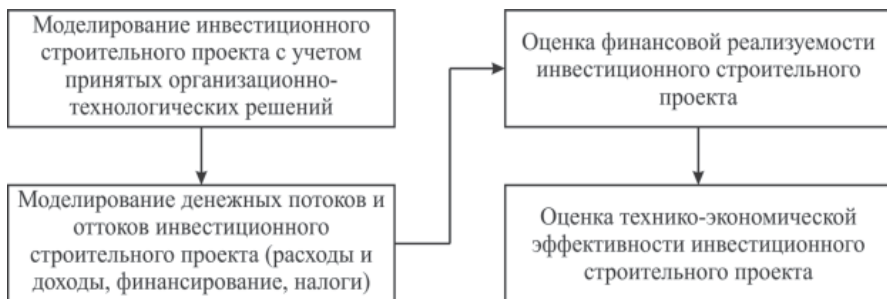 Моделирование инвестиционного
строительного проекта с учетом
принятых организационно-
технологических решений
Моделирование денежных потоков и
оттоков инвестиционного
строительного проекта (расходы и
доходы, финансирование, налоги)
Оценка финансовой реализуемости
инвестиционного строительного
проекта
Оценка технико-экономической
эффективности инвестиционного
строительного проекта